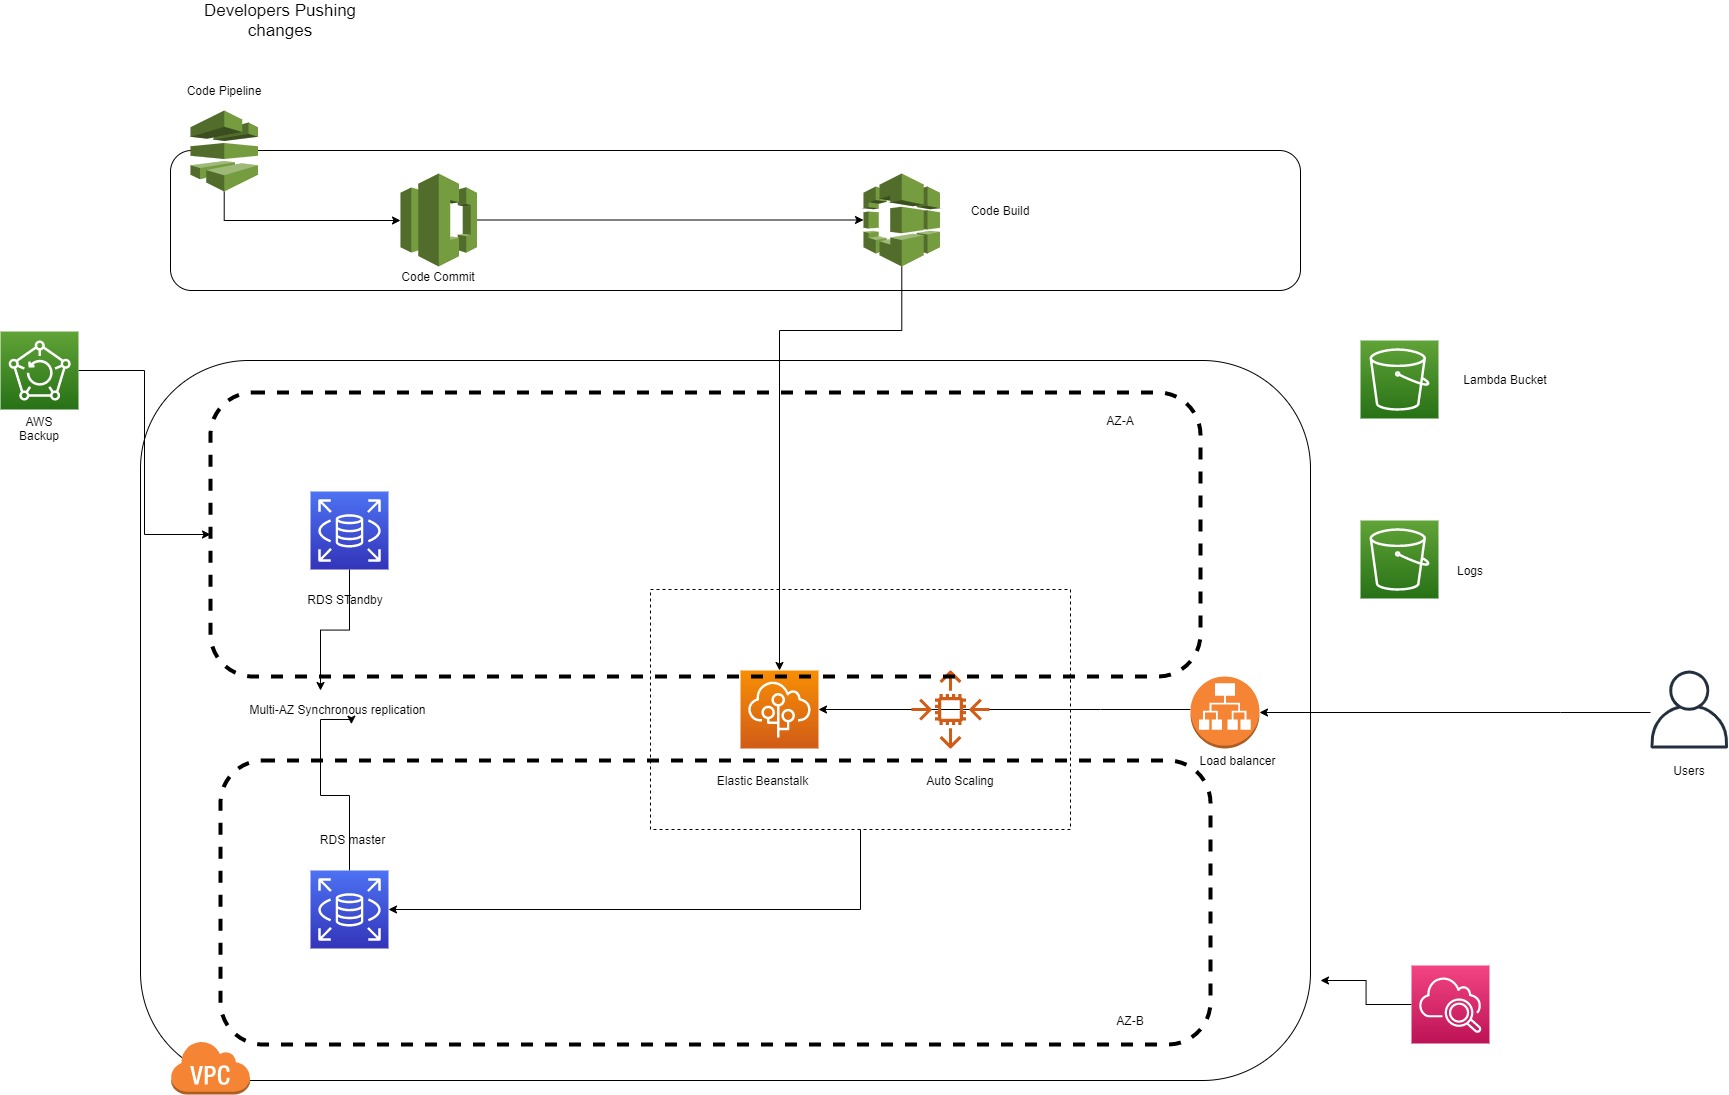 Developers Pushing
changes
Code Pipeline
Code Commit
Code Build
AWS
Backup
Lambda Bucket
AZ-A
Logs
RDS STandby
Multi-AZ Synchronous replication
Elastic Beanstalk
Auto Scaling
Load balancer
Users
RDS master
AZ-B
VPC